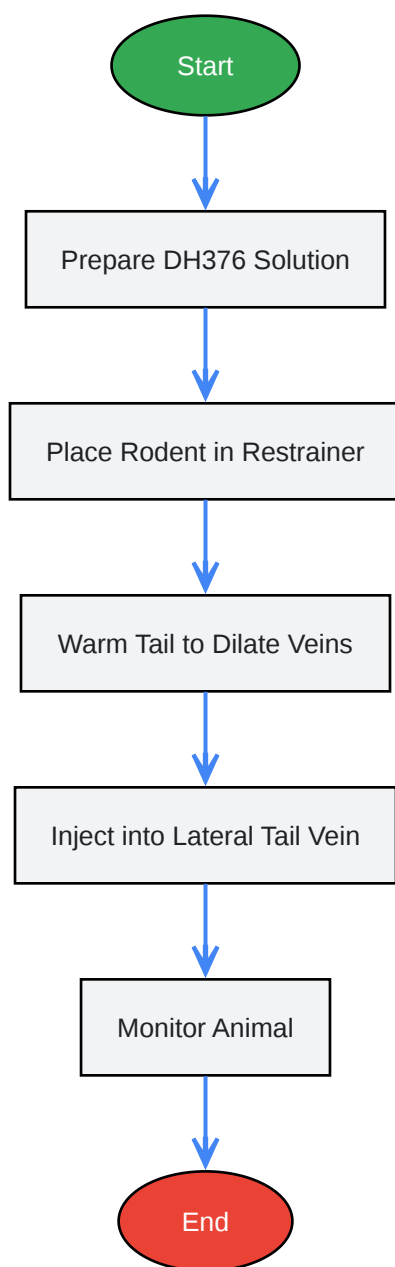 Start
Prepare DH376 Solution
Place Rodent in Restrainer
Warm Tail to Dilate Veins
Inject into Lateral Tail Vein
Monitor Animal
End